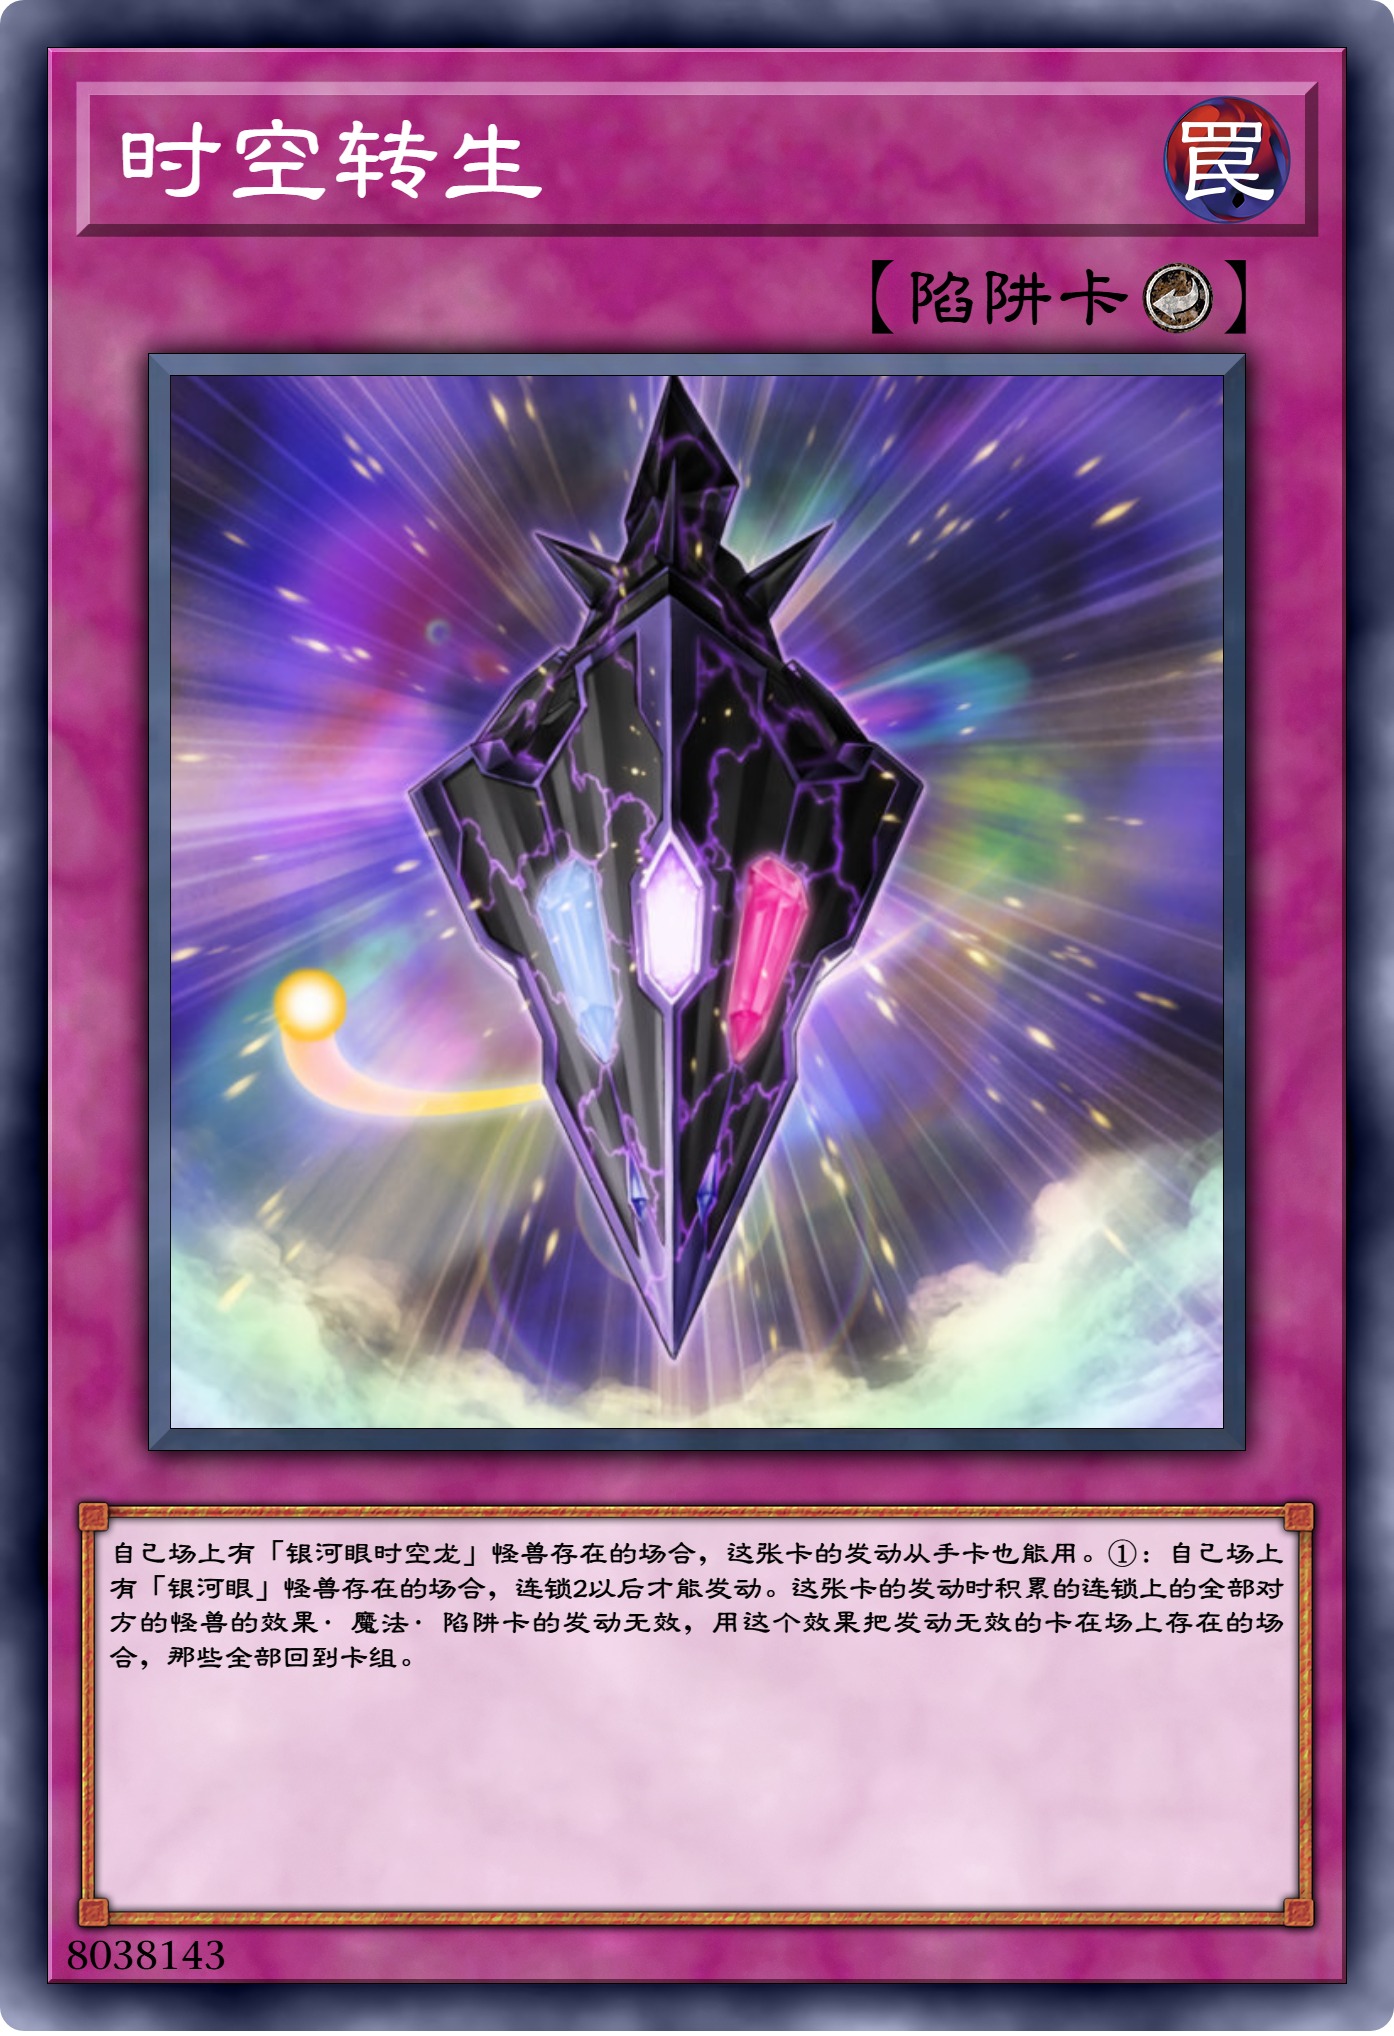 时空转生
罠
【陷阱卡】
自己场上有「银河眼时空龙」怪兽存在的场合，这张卡的发动从手卡也能用。①：自己场上
有「银河眼」怪兽存在的场合，连锁2以后才能发动。这张卡的发动时积累的连锁上的全部对
方的怪兽的效果·魔法·陷阱卡的发动无效，用这个效果把发动无效的卡在场上存在的场
合，那些全部回到卡组。
8038143